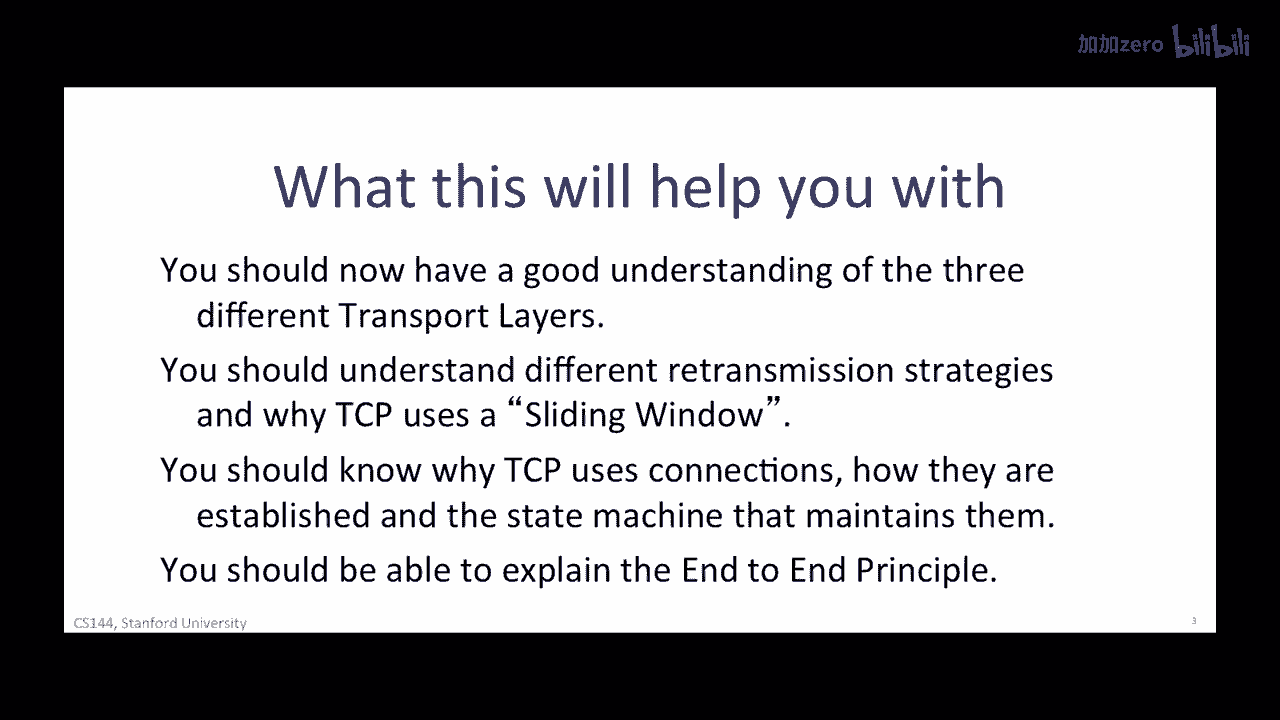 加加zero bilibili
What this will help you with
You should now have a good understanding of the three
different Transport Layers.
You should understand different retransmission strategies
and why TCP uses a “Sliding Window”.
You should know why TCP uses connections, how they are
established and the state machine that maintains them.
You should be able to explain the End to End Principle.
CS144, Stanford University
3